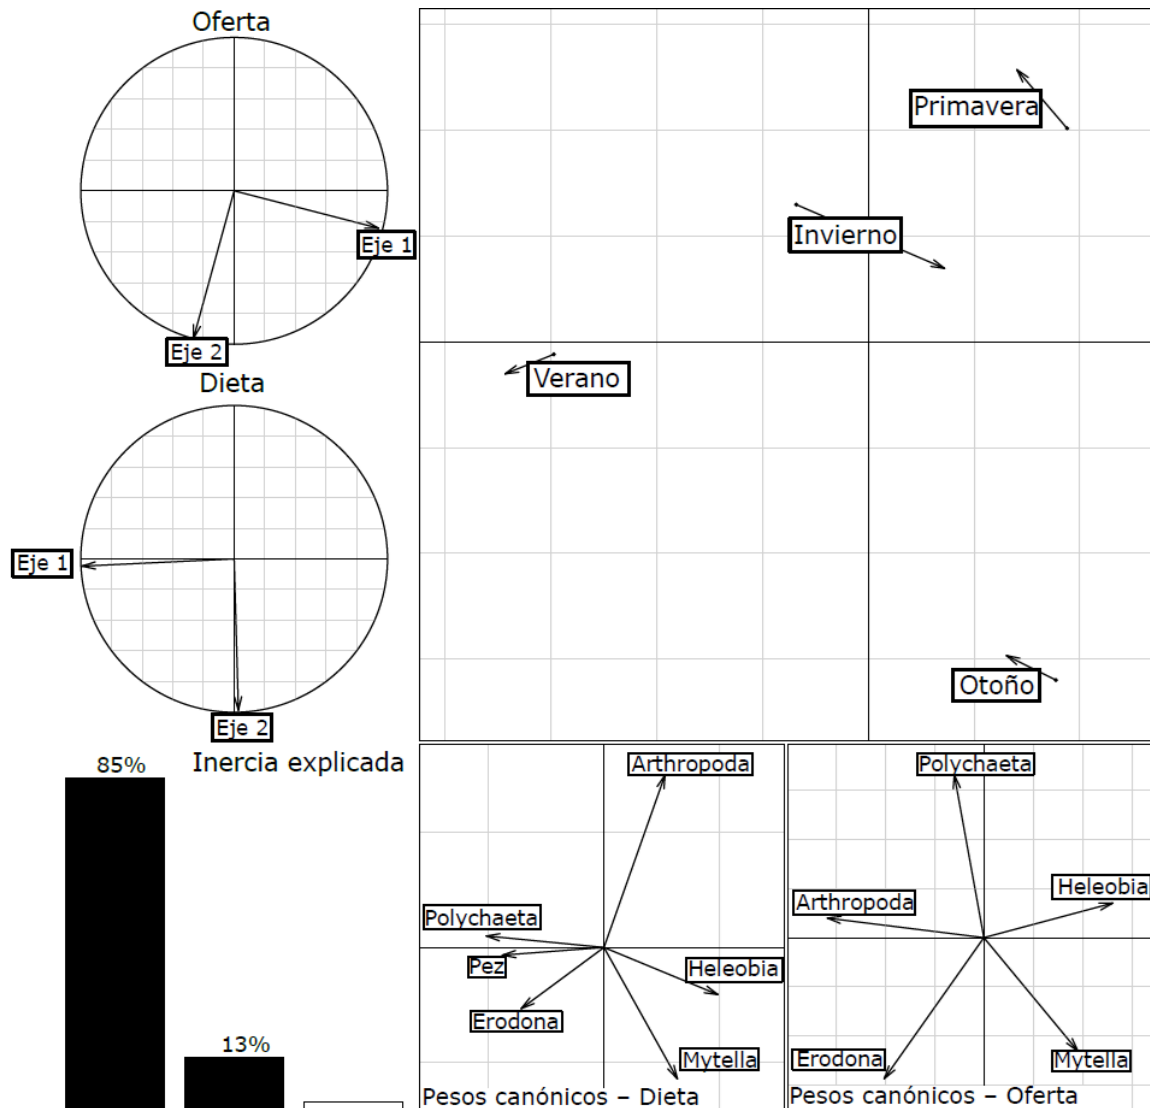 Oferta
Eje 1
Eje 2
Dieta
Eje 1
Eje 2
Primavera
Invierno
Verano
Otoño
85%
Inercia explicada
13%
Arthropoda
Polychaeta
Pez
Heleobia
Erodona
Mytella
Pesos canónicos – Dieta
Polychaeta
Heleobia
Arthropoda
Erodona
Mytella
Pesos canónicos – Oferta